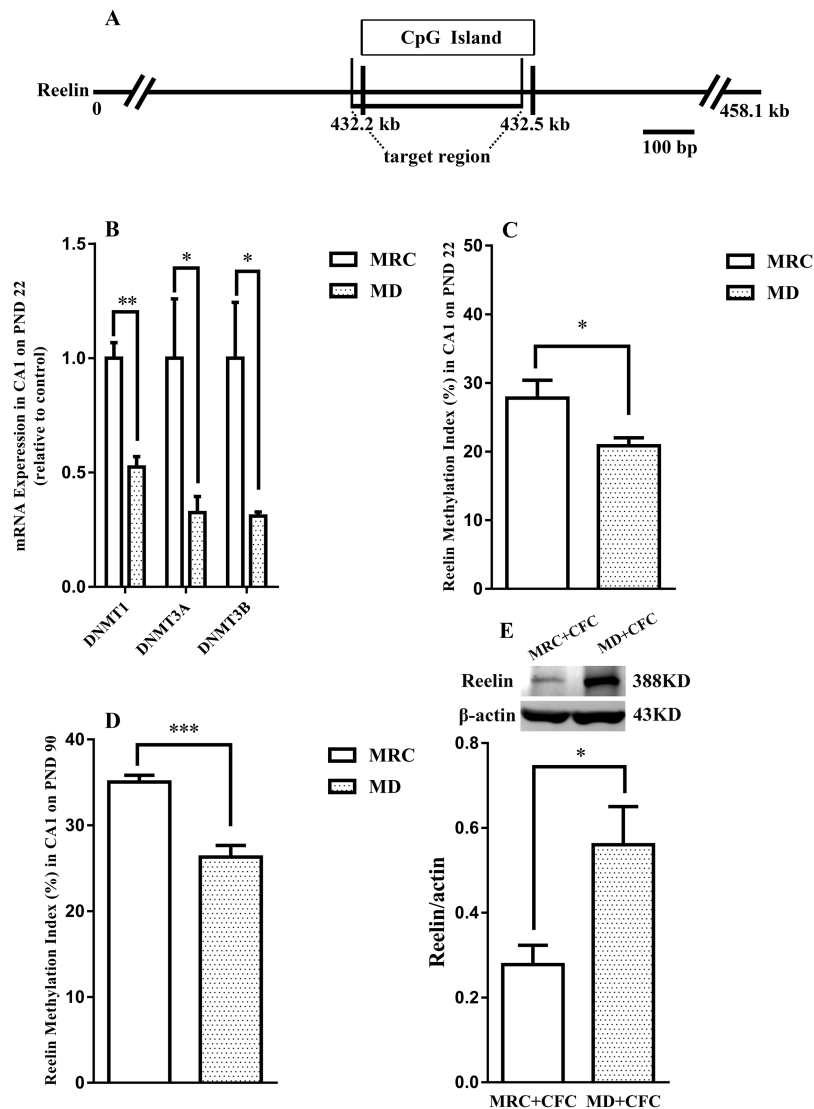 A
CpG Island
Reelin
0
432.2 kb
432.5 kb
458.1 kb
target region
100 bp
B
mRNA Experession in CA1 on PND 22
(relative to control)
1.5
1.0
0.5
0.0
**
*
*
DNMT1
DNMT3A
DNMT3B
MRC
MD
C
Reelin Methylation Index (%) in CA1 on PND 22
50
40
30
20
10
0
*
MRC
MD
D
Reelin Methylation Index (%) in CA1 on PND 90
40
30
20
10
0
***
MRC
MD
E
MRC+CFC
MD+CFC
Reelin
388KD
β-actin
43KD
Reelin/actin
0.8
0.6
0.4
0.2
0.0
*
MRC+CFC
MD+CFC